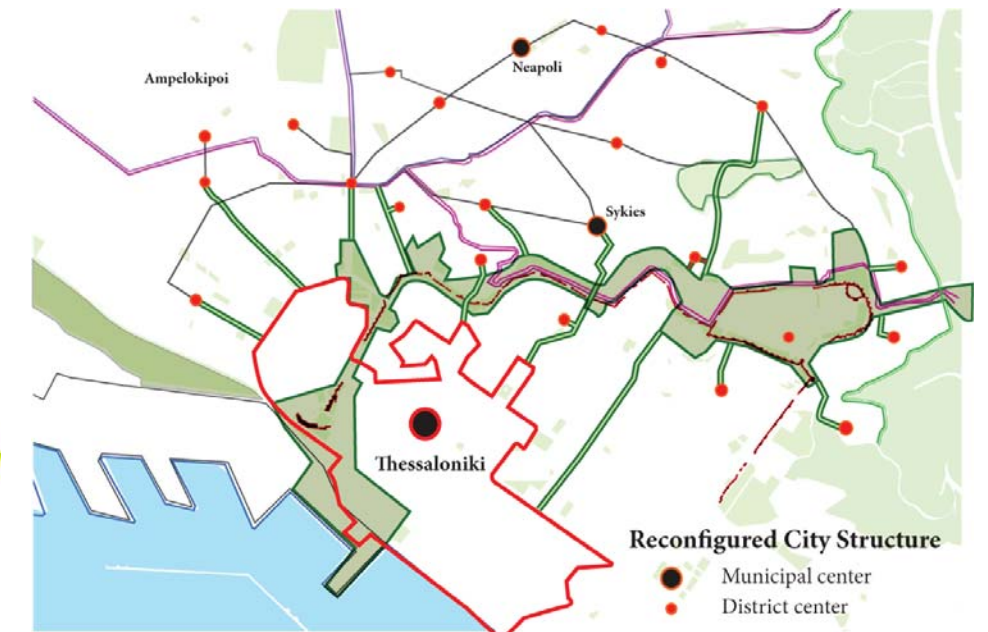 Neapoli
Ampelokipoi
Sykies
Thessaloniki
Reconfigured City Structure
Municipal center
District center